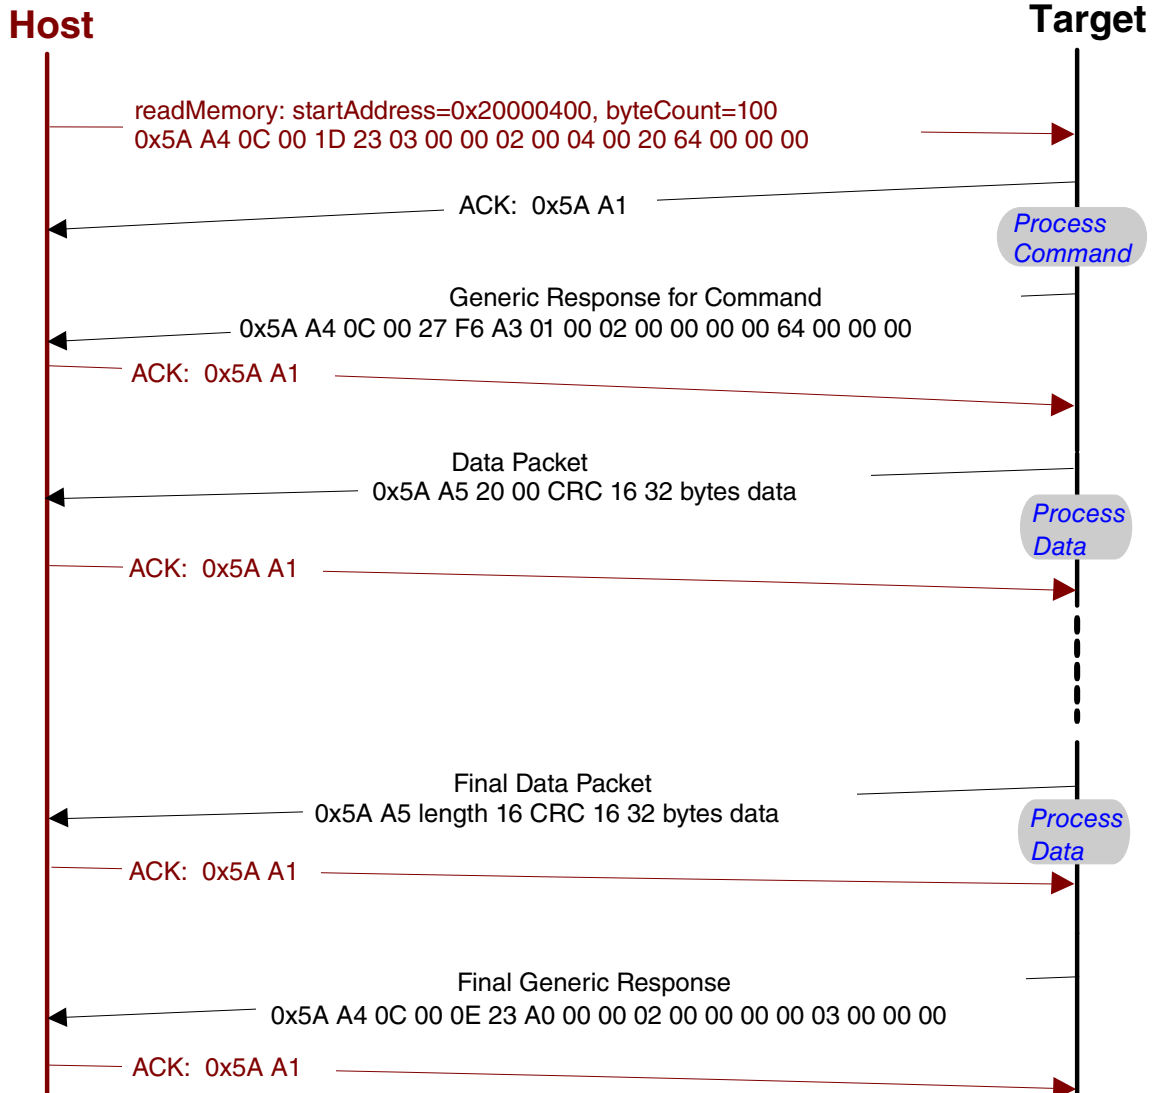 Host
Target
readMemory: startAddress=0x20000400, byteCount=100
0x5A A4 0C 00 1D 23 03 00 00 02 00 04 00 20 64 00 00 00
ACK:  0x5A A1
Process
Command
Generic Response for Command
0x5A A4 0C 00 27 F6 A3 01 00 02 00 00 00 00 64 00 00 00
ACK:  0x5A A1
Data Packet
0x5A A5 20 00 CRC 16 32 bytes data
Process
Data
ACK:  0x5A A1
Final Data Packet
0x5A A5 length 16 CRC 16 32 bytes data
Process
Data
ACK:  0x5A A1
Final Generic Response
0x5A A4 0C 00 0E 23 A0 00 00 02 00 00 00 00 03 00 00 00
ACK:  0x5A A1